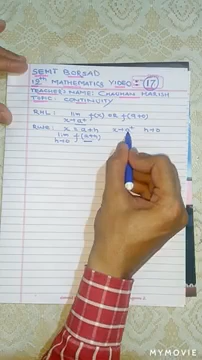 SEMT BORSAD
12th MATHEMATICS VIDEO :- 17
TEACHER'S NAME: CHAUHAN HARISH
TOPIC: CONTINUITY
RHL: lim f(x) OR f(a+0)
x→a⁺
RULE: x = a+h x→a⁺ h→0
lim f(a+h)
h→0
MYMOVIE